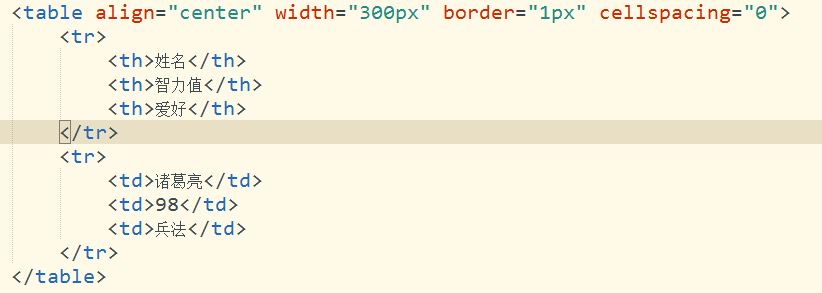 <table align="center" width="300px" border="1px" cellspacing="0">
<tr>
<th>姓名</th>
<th>智力值</th>
<th>爱好</th>
</tr>
<tr>
<td>诸葛亮</td>
<td>98</td>
<td>兵法</td>
</tr>
</table>